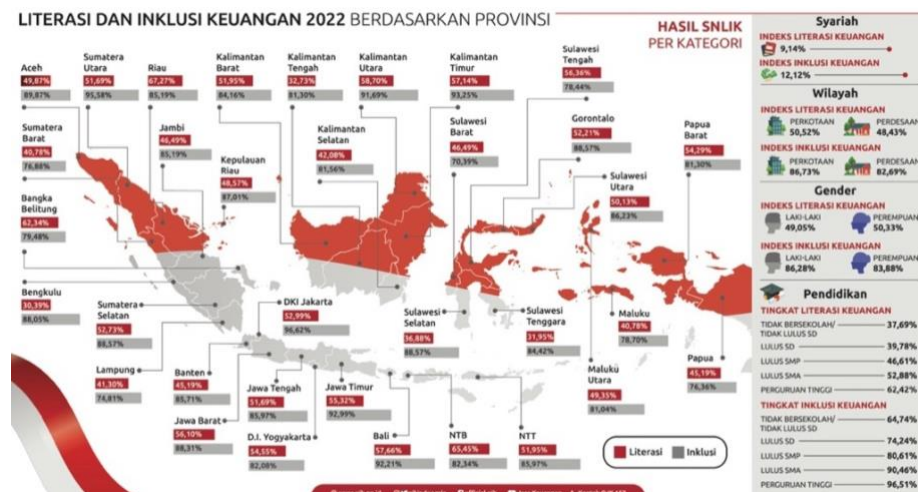 LITERASI DAN INKLUSI KEUANGAN 2022 BERDASARKAN PROVINSI
HASIL SNLIK
PER KATEGORI
Aceh
49,87%
89,87%
Sumatera
Utara
51,69%
95,58%
Riau
67,27%
85,19%
Kalimantan
Barat
51,95%
84,16%
Kalimantan
Tengah
32,73%
81,30%
Kalimantan
Utara
58,70%
91,69%
Kalimantan
Timur
57,14%
93,25%
Sulawesi
Tengah
56,36%
78,44%
Sumatera
Barat
40,78%
76,88%
Jambi
46,49%
85,19%
Kepulauan
Riau
48,57%
87,01%
Kalimantan
Selatan
42,08%
81,56%
Sulawesi
Barat
46,49%
70,39%
Gorontalo
52,21%
88,57%
Papua
Barat
54,29%
81,30%
Bangka
Belitung
62,34%
79,48%
Sulawesi
Utara
50,13%
86,23%
Bengkulu
30,39%
88,05%
Sumatera
Selatan
52,73%
88,57%
DKI Jakarta
52,99%
96,62%
Sulawesi
Selatan
36,88%
88,57%
Sulawesi
Tenggara
31,95%
84,42%
Maluku
40,78%
78,70%
Lampung
41,30%
74,81%
Banten
45,19%
85,71%
Jawa Tengah
51,69%
85,97%
Jawa Timur
55,32%
92,99%
Maluku
Utara
49,35%
81,04%
Papua
45,19%
76,36%
Jawa Barat
56,10%
88,31%
D.I. Yogyakarta
54,55%
82,08%
Bali
57,66%
92,21%
NTB
65,45%
82,34%
NTT
51,95%
85,97%
Literasi
Inklusi
Syariah
INDEKS LITERASI KEUANGAN
9,14%
INDEKS INKLUSI KEUANGAN
12,12%
Wilayah
INDEKS LITERASI KEUANGAN
PERKOTAAN PERDESAAN
50,52% 48,43%
INDEKS INKLUSI KEUANGAN
PERKOTAAN PERDESAAN
86,73% 82,69%
Gender
INDEKS LITERASI KEUANGAN
LAKI-LAKI PEREMPUAN
49,05% 50,33%
INDEKS INKLUSI KEUANGAN
LAKI-LAKI PEREMPUAN
86,28% 83,88%
Pendidikan
TINGKAT LITERASI KEUANGAN
TIDAK BERSEKOLAH/ 37,69%
TIDAK LULUS SD
LULUS SD 39,78%
LULUS SMP 46,61%
LULUS SMA 52,88%
PERGURUAN TINGGI 62,42%
TINGKAT INKLUSI KEUANGAN
TIDAK BERSEKOLAH/ 64,74%
TIDAK LULUS SD
LULUS SD 74,24%
LULUS SMP 80,61%
LULUS SMA 90,46%
PERGURUAN TINGGI 96,51%